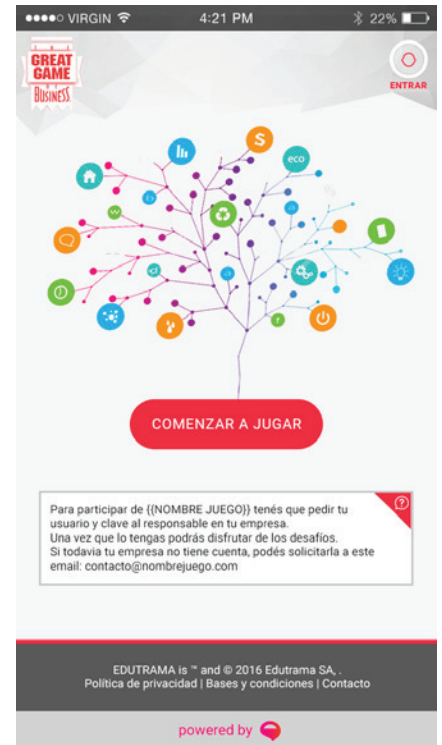 VIRGIN 4:21 PM 22%
GREAT
GAME
BUSINESS
ENTRAR
S
eco
COMENZAR A JUGAR
Para participar de {{NOMBRE JUEGO}} tenés que pedir tu
usuario y clave al responsable en tu empresa.
Una vez que lo tengas podrás disfrutar de los desafíos.
Si todavia tu empresa no tiene cuenta, podés solicitarla a este
email: contacto@nombrejuego.com
?
EDUTRAMA is ™ and © 2016 Edutrama SA, .
Política de privacidad | Bases y condiciones | Contacto
powered by